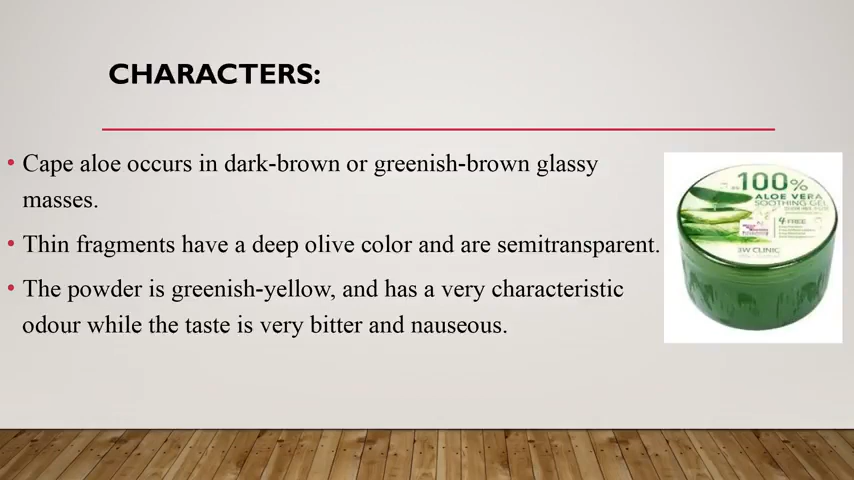 CHARACTERS:
• Cape aloe occurs in dark-brown or greenish-brown glassy
masses.
• Thin fragments have a deep olive color and are semitransparent.
• The powder is greenish-yellow, and has a very characteristic
odour while the taste is very bitter and nauseous.
100%
ALOE VERA
SOOTHING GEL
4-FREE
3W CLINIC